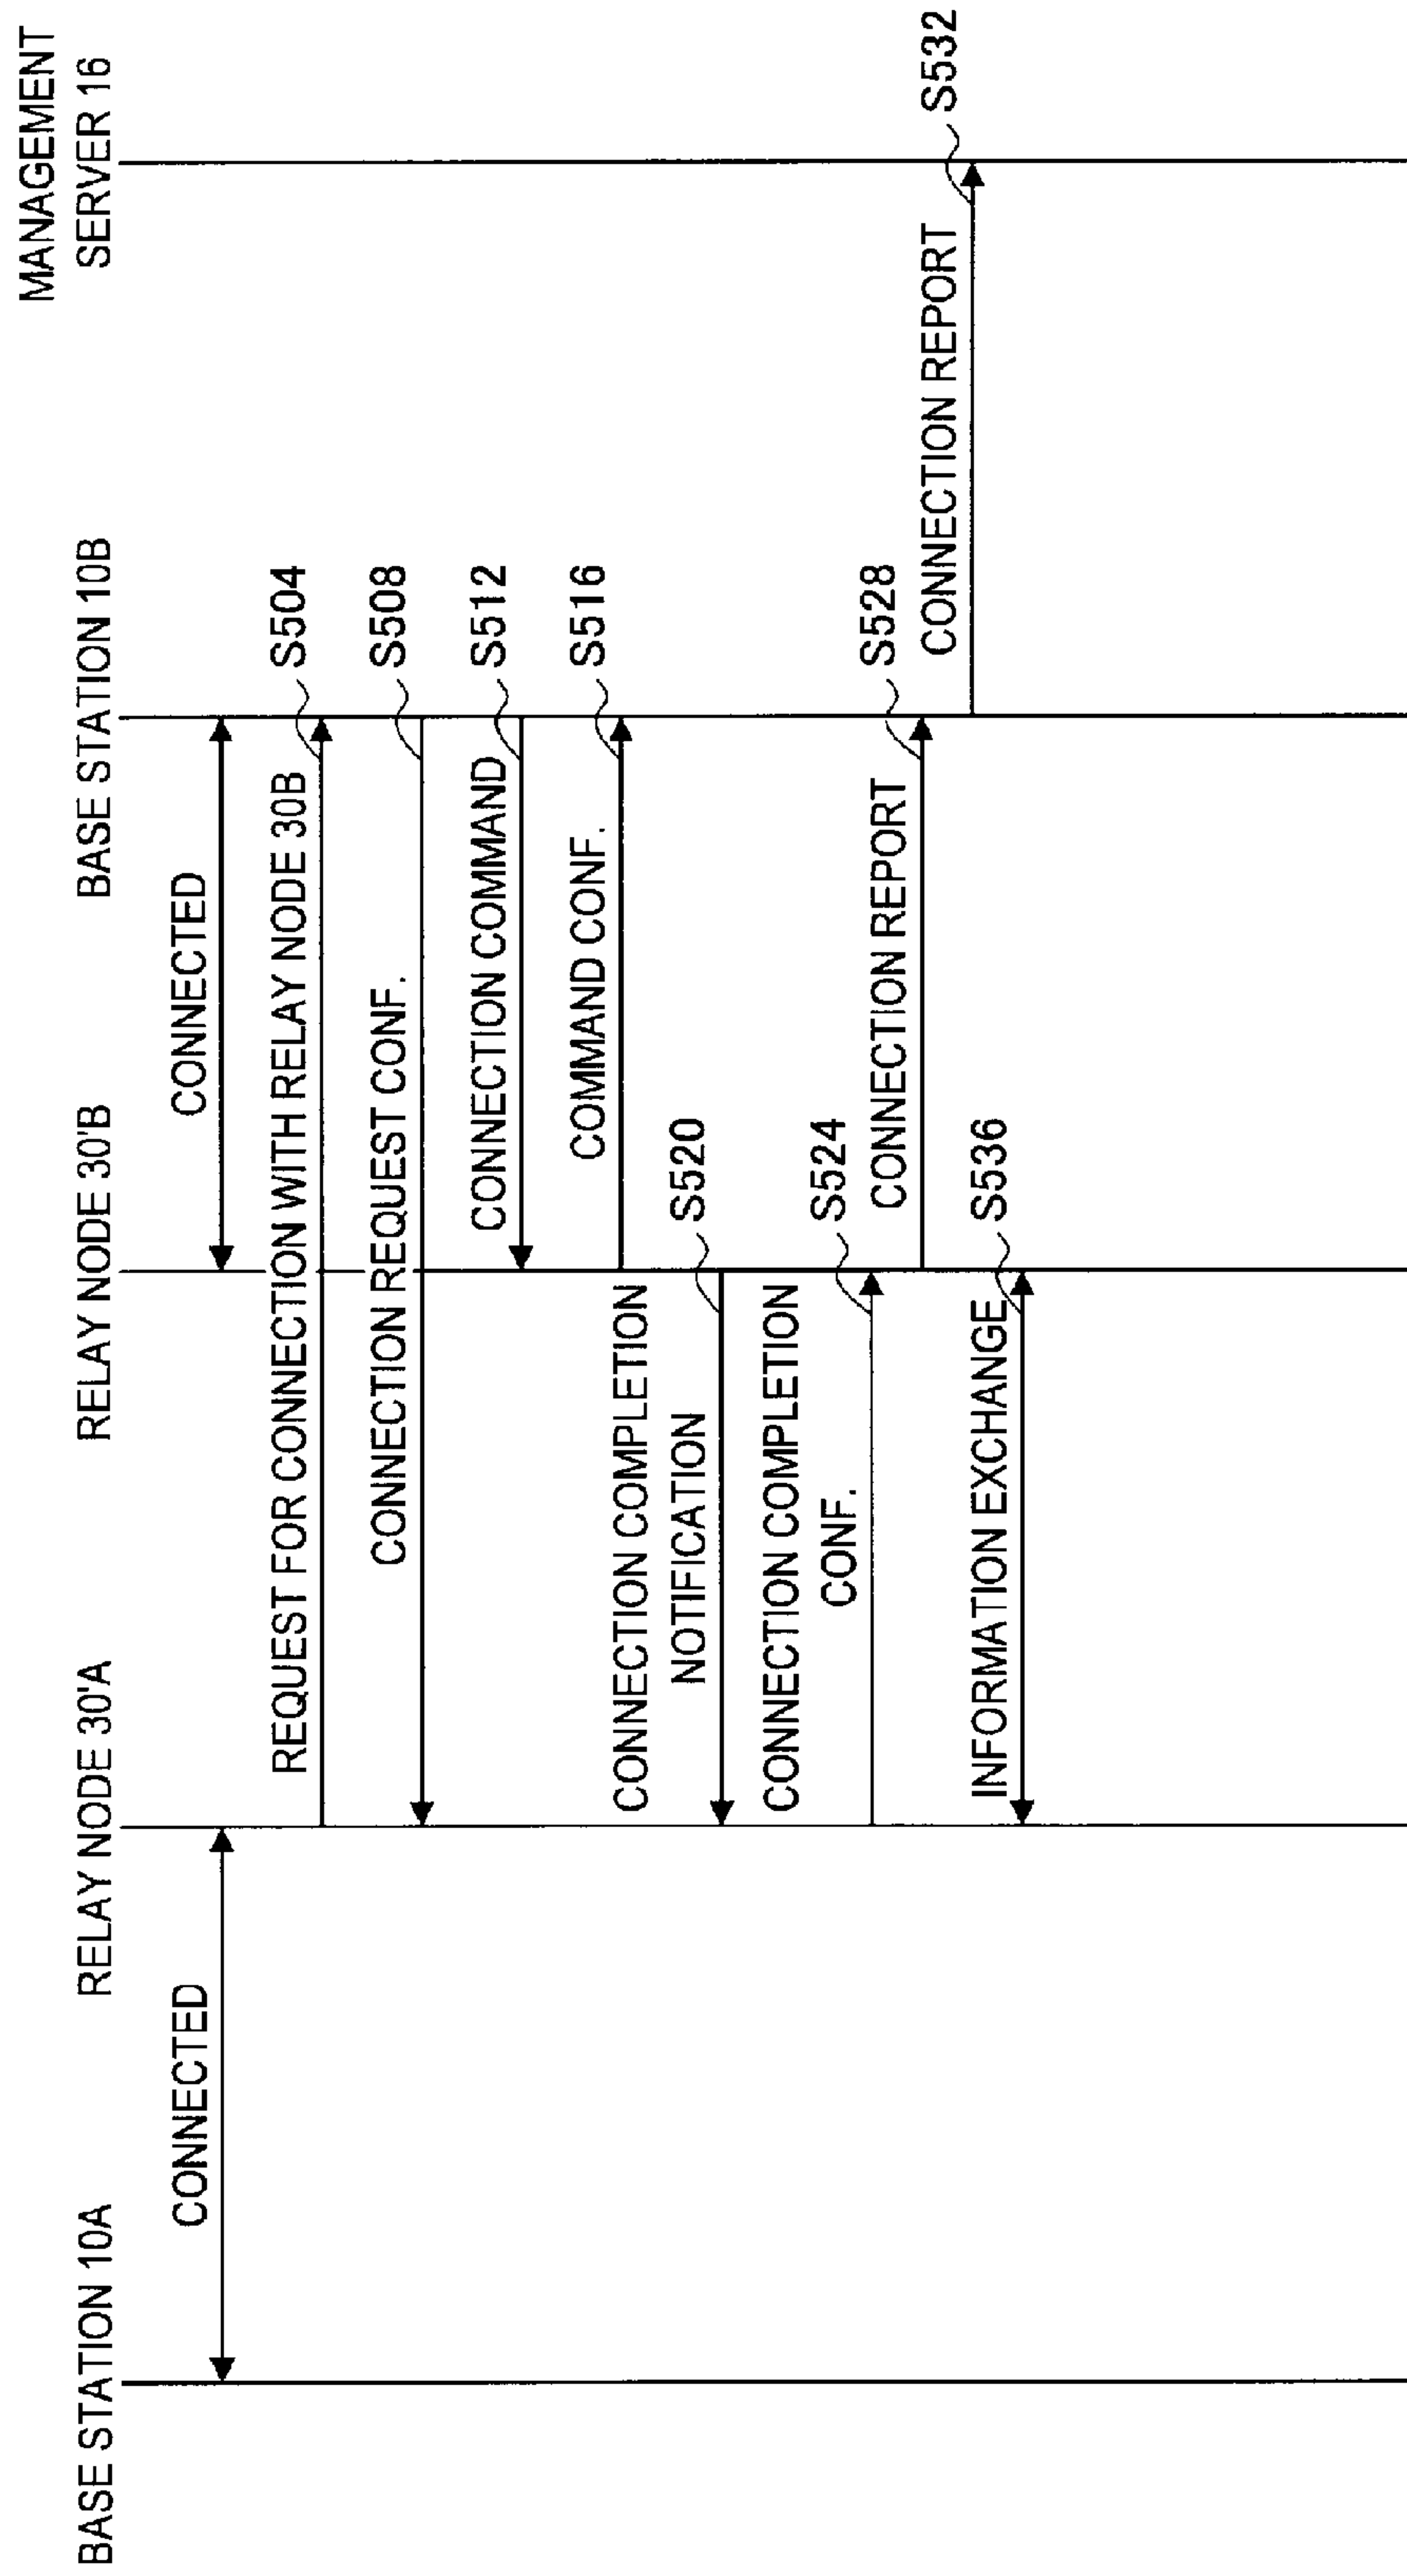 BASE STATION 10A
RELAY NODE 30'A
RELAY NODE 30'B
BASE STATION 10B
MANAGEMENT
SERVER 16
CONNECTED
CONNECTED
REQUEST FOR CONNECTION WITH RELAY NODE 30B
S504
CONNECTION REQUEST CONF.
S508
CONNECTION COMMAND
S512
COMMAND CONF.
S516
CONNECTION COMPLETION
NOTIFICATION
S520
CONNECTION COMPLETION
CONF.
S524
CONNECTION REPORT
S528
CONNECTION REPORT
S532
INFORMATION EXCHANGE
S536